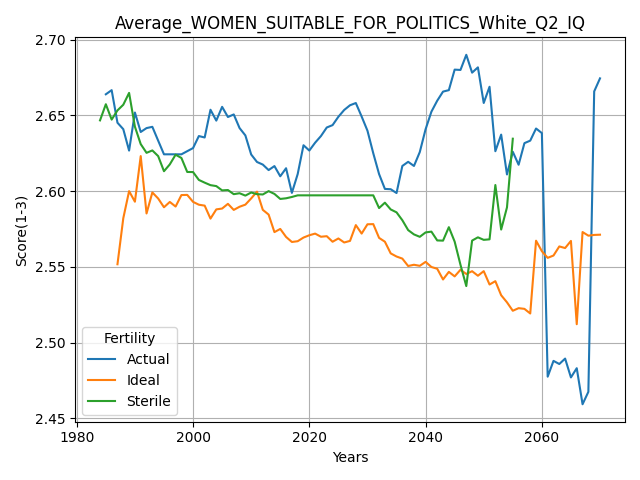 Average_WOMEN_SUITABLE_FOR_POLITICS_White_Q2_IQ
2.70
2.65
2.60
2.55
2.50
2.45
Score(1-3)
Fertility
Actual
Ideal
Sterile
1980
2000
2020
2040
2060
Years